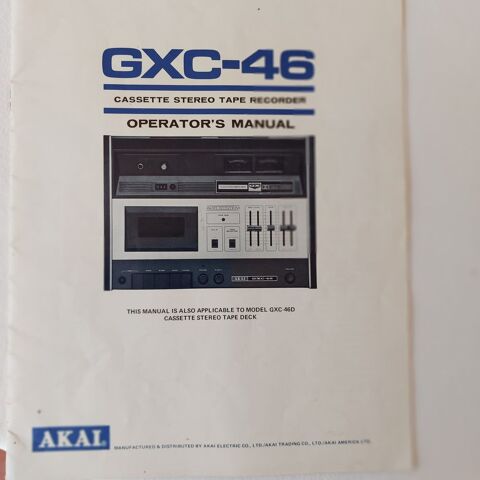 GXC-46
CASSETTE STEREO TAPE RECORDER
OPERATOR'S MANUAL
AKAI
THIS MANUAL IS ALSO APPLICABLE TO MODEL GXC-46D
CASSETTE STEREO TAPE DECK
AKAI
MANUFACTURED & DISTRIBUTED BY AKAI ELECTRIC CO., LTD./AKAI TRADING CO., LTD./AKAI AMERICA, LTD.